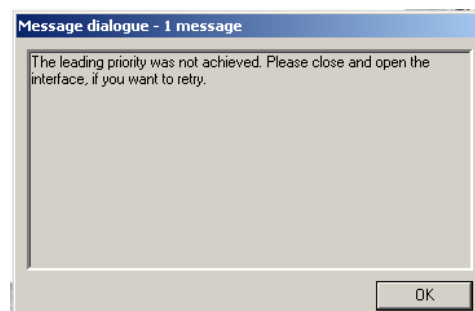 Message dialogue - 1 message
The leading priority was not achieved. Please close and open the
interface, if you want to retry.
OK